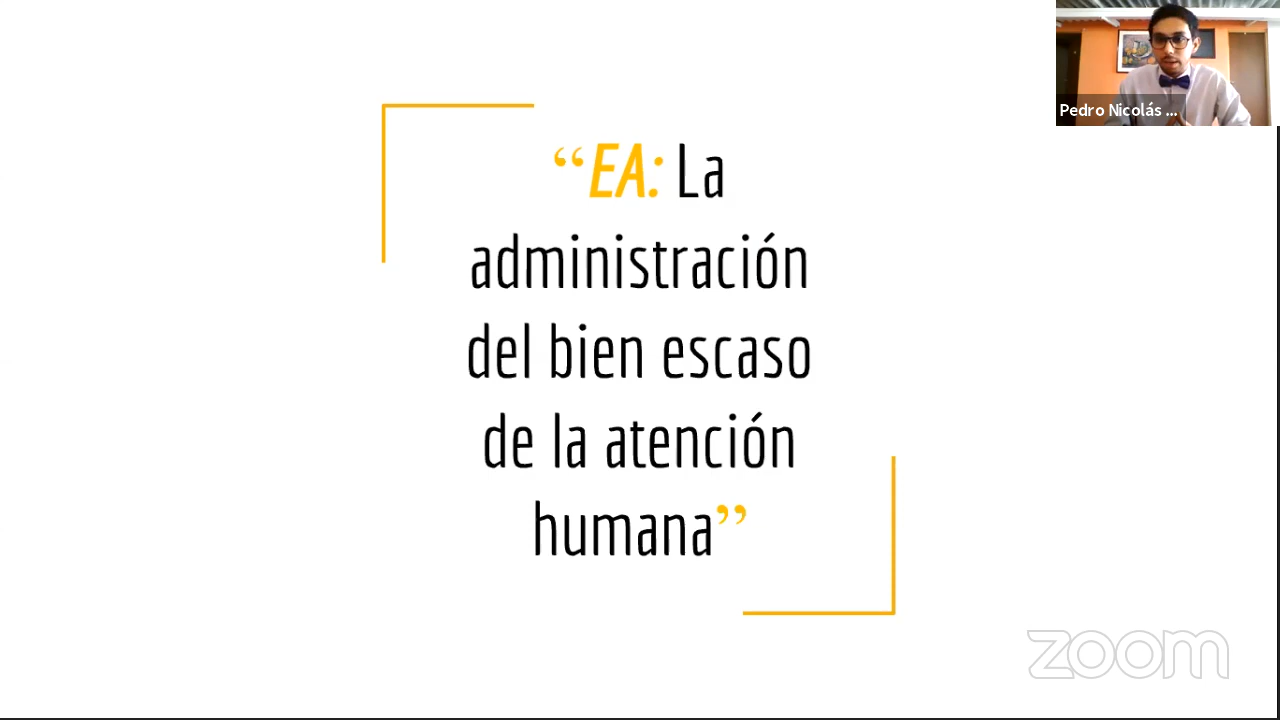 Pedro Nicolás ...
“EA: La
administración
del bien escaso
de la atención
humana”
zoom